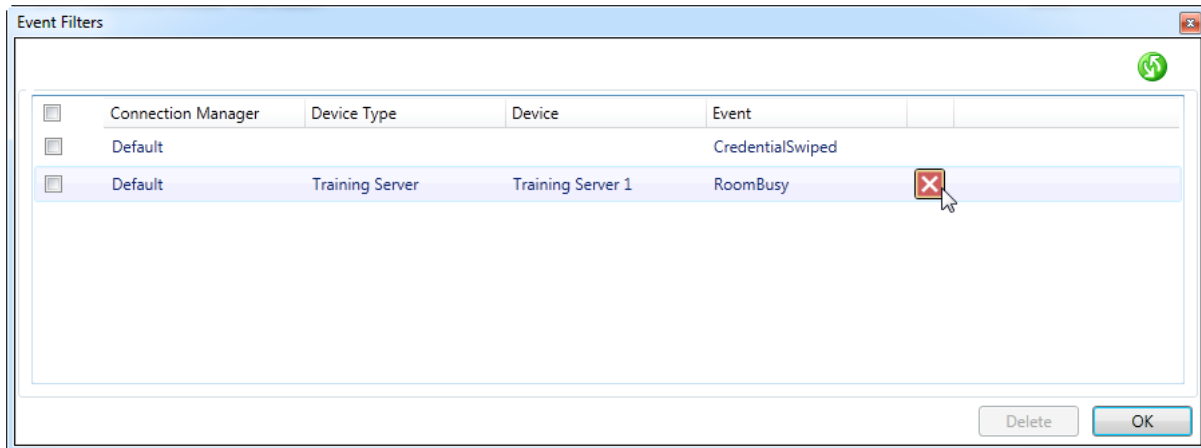 Event Filters
Connection Manager Device Type Device Event
Default CredentialSwiped
Default Training Server Training Server 1 RoomBusy
Delete OK